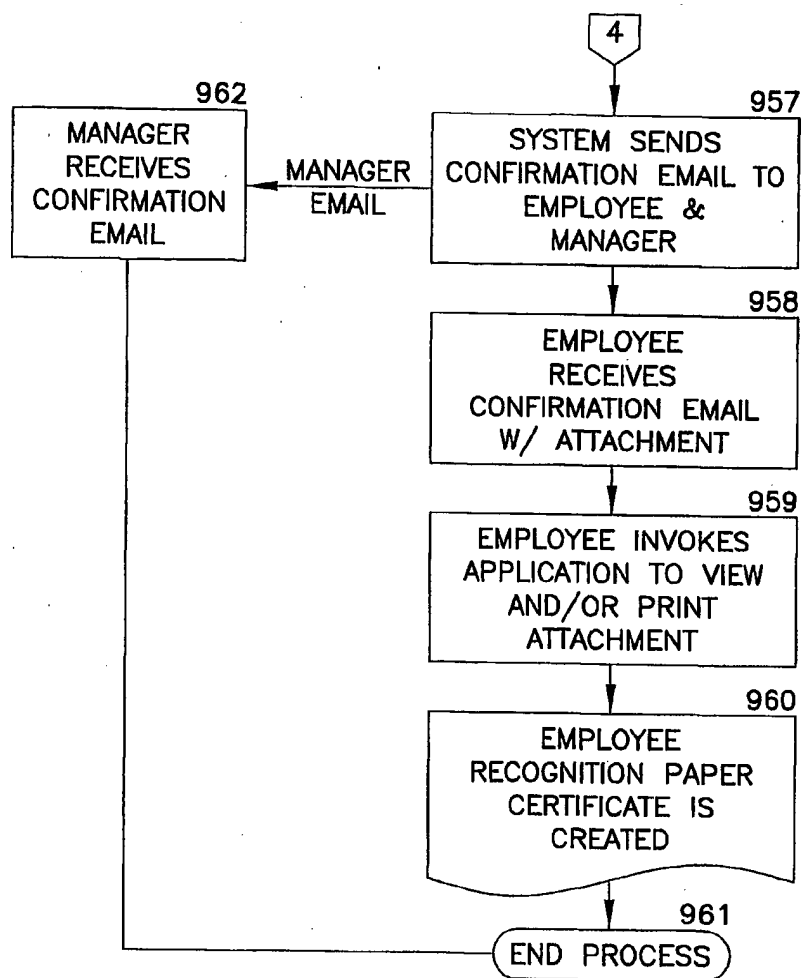 4
957
SYSTEM SENDS
CONFIRMATION EMAIL TO
EMPLOYEE &
MANAGER
962
MANAGER
RECEIVES
CONFIRMATION
EMAIL
MANAGER
EMAIL
958
EMPLOYEE
RECEIVES
CONFIRMATION EMAIL
W/ ATTACHMENT
959
EMPLOYEE INVOKES
APPLICATION TO VIEW
AND/OR PRINT
ATTACHMENT
960
EMPLOYEE
RECOGNITION PAPER
CERTIFICATE IS
CREATED
961
END PROCESS